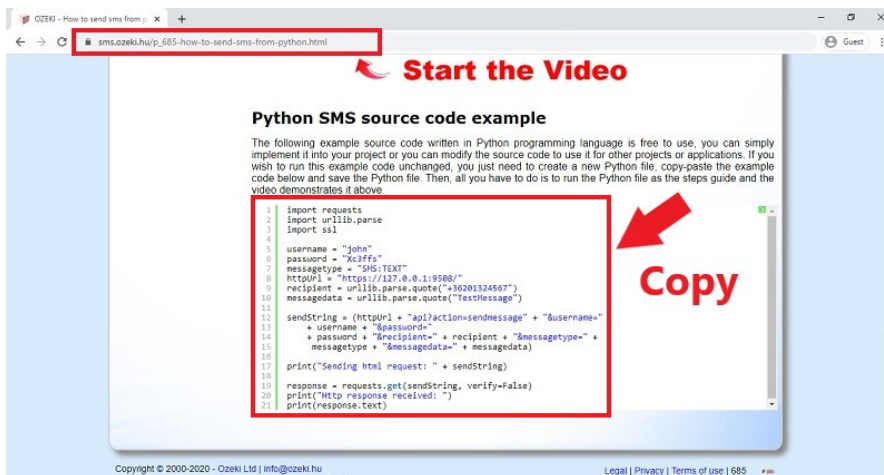 OZEKI - How to send sms from p
Guest
sms.ozeki.hu/p_685-how-to-send-sms-from-python.html
Start the Video
Python SMS source code example
The following example source code written in Python programming language is free to use, you can simply
implement it into your project or you can modify the source code to use it for other projects or applications. If you
wish to run this example code unchanged, you just need to create a new Python file, copy-paste the example
code below and save the Python file. Then, all you have to do is to run the Python file as the steps guide and the
video demonstrates it above.
1 import requests
2 import urllib.parse
3 import ssl
4
5 username = "john"
6 password = "Xc3ffs"
7 messagetype = "SMS:TEXT"
8 httpUrl = "https://127.0.0.1:9508/"
9 recipient = urllib.parse.quote("+36201324567")
10 messagedata = urllib.parse.quote("TestMessage")
11
12 sendString = (httpUrl + "api?action=sendmessage" + "&username="
13 + username + "&password="
14 + password + "&recipient=" + recipient + "&messagetype=" +
15 messagetype + "&messagedata=" + messagedata)
16
17 print("Sending html request: " + sendString)
18
19 response = requests.get(sendString, verify=False)
20 print("Http response received: ")
21 print(response.text)
Copy
Copyright © 2000-2020 - Ozeki Ltd | info@ozeki.hu
Legal | Privacy | Terms of use | 685